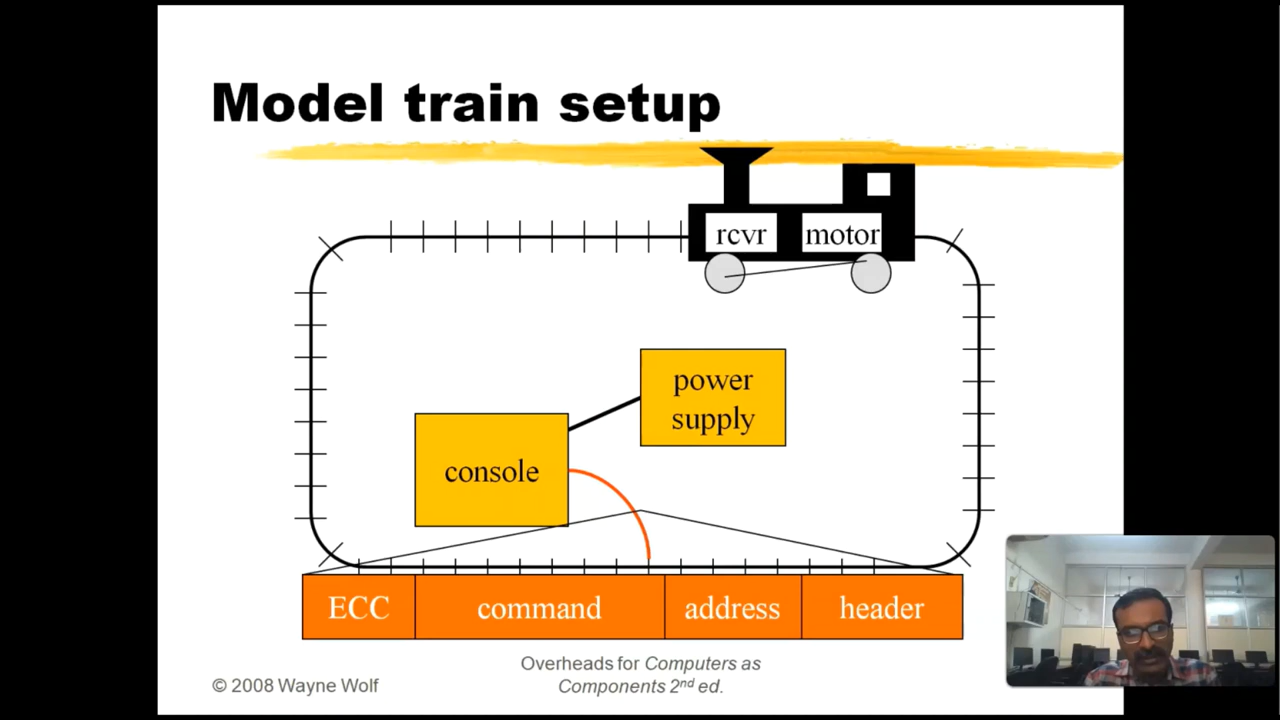 Model train setup
rcvr
motor
power
supply
console
ECC
command
address
header
Overheads for Computers as
Components 2nd ed.
© 2008 Wayne Wolf